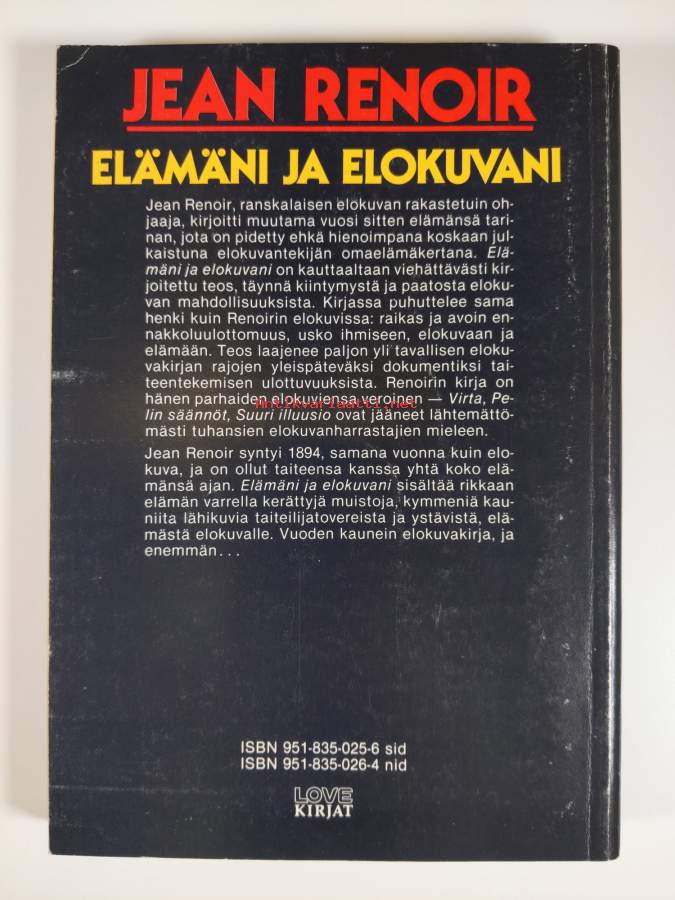 JEAN RENOIR
ELÄMÄNI JA ELOKUVANI
Jean Renoir, ranskalaisen elokuvan rakastetuin oh-
jaaja, kirjoitti muutama vuosi sitten elämänsä tari-
nan, jota on pidetty ehkä hienoimpana koskaan jul-
kaistuna elokuvantekijän omaelämäkertana. Elä-
mäni ja elokuvani on kauttaaltaan viehättävästi kir-
joitettu teos, täynnä kiintymystä ja paatosta eloku-
van mahdollisuuksista. Kirjassa puhuttelee sama
henki kuin Renoirin elokuvissa: raikas ja avoin en-
nakkoluulottomuus, usko ihmiseen, elokuvaan ja
elämään. Teos laajenee paljon yli tavallisen eloku-
vakirjan rajojen yleispäteväksi dokumentiksi tai-
teentekemisen ulottuvuuksista. Renoirin kirja on
hänen parhaiden elokuviensa veroinen — Virta, Pe-
antikvariaatti.net
lin säännöt, Suuri illuusio ovat jääneet lähtemättö-
mästi tuhansien elokuvanharrastajien mieleen.
Jean Renoir syntyi 1894, samana vuonna kuin elo-
kuva, ja on ollut taiteensa kanssa yhtä koko elä-
mänsä ajan. Elämäni ja elokuvani sisältää rikkaan
elämän varrella kerättyjä muistoja, kymmeniä kau-
niita lähikuvia taiteilijatovereista ja ystävistä, elä-
mästä elokuvalle. Vuoden kaunein elokuvakirja, ja
enemmän...
ISBN 951-835-025-6 sid
ISBN 951-835-026-4 nid
LOVE
KIRJAT